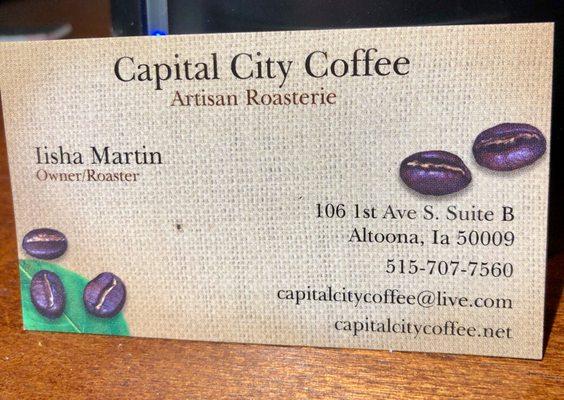 Capital City Coffee
Artisan Roasterie
Iisha Martin
Owner/Roaster
106 1st Ave S. Suite B
Altoona, Ia 50009
515-707-7560
capitalcitycoffee@live.com
capitalcitycoffee.net